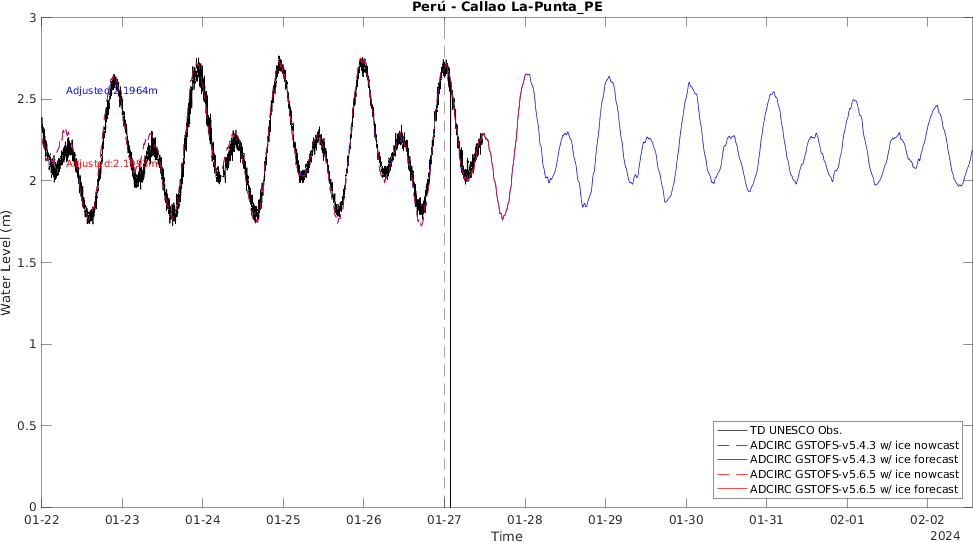 Perú - Callao La-Punta_PE
3
2.5
2
1.5
1
0.5
0
Water Level (m)
Adjusted:2.1964m
TD UNESCO Obs.
ADCIRC GSTOFS-v5.4.3 w/ ice nowcast
ADCIRC GSTOFS-v5.4.3 w/ ice forecast
ADCIRC GSTOFS-v5.6.5 w/ ice nowcast
ADCIRC GSTOFS-v5.6.5 w/ ice forecast
01-22 01-23 01-24 01-25 01-26 01-27 01-28 01-29 01-30 01-31 02-01 02-02
2024
Time